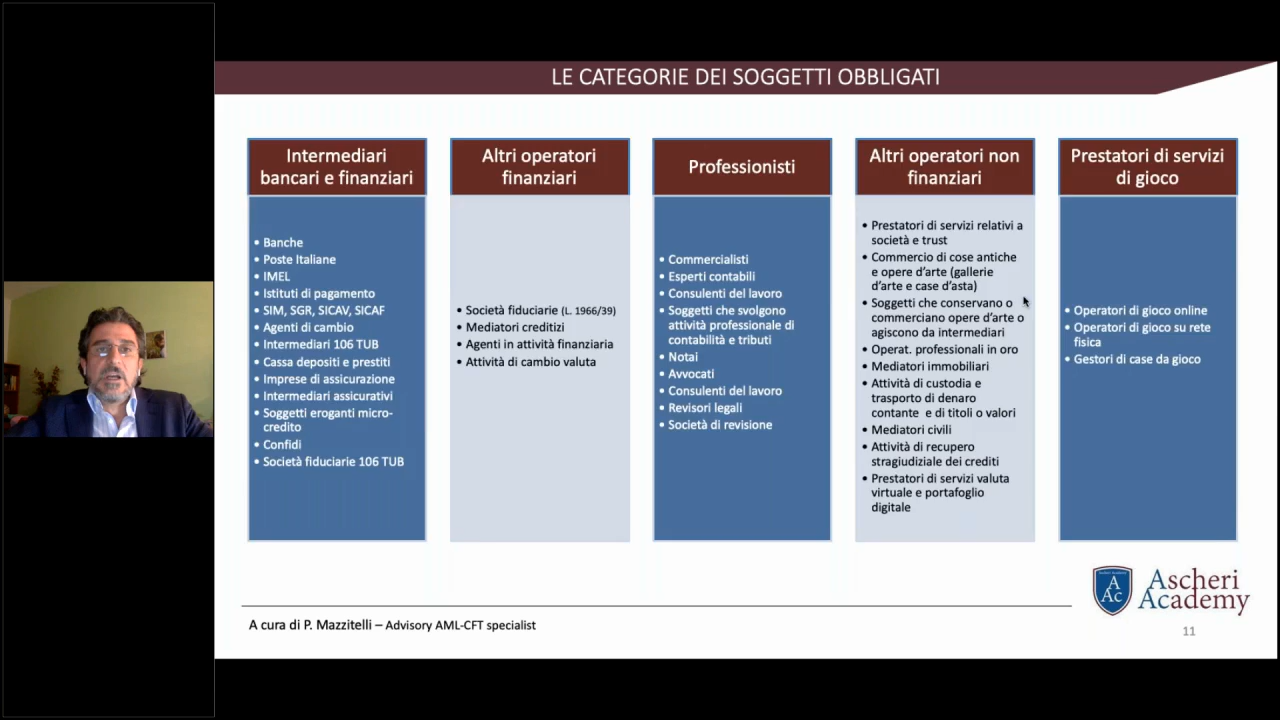 LE CATEGORIE DEI SOGGETTI OBBLIGATI
Intermediari
bancari e finanziari
• Banche
• Poste Italiane
• IMEL
• Istituti di pagamento
• SIM, SGR, SICAV, SICAF
• Agenti di cambio
• Intermediari 106 TUB
• Cassa depositi e prestiti
• Imprese di assicurazione
• Intermediari assicurativi
• Soggetti eroganti micro-
credito
• Confidi
• Società fiduciarie 106 TUB
Altri operatori
finanziari
• Società fiduciarie (L. 1966/39)
• Mediatori creditizi
• Agenti in attività finanziaria
• Attività di cambio valuta
Professionisti
• Commercialisti
• Esperti contabili
• Consulenti del lavoro
• Soggetti che svolgono
attività professionale di
contabilità e tributi
• Notai
• Avvocati
• Consulenti del lavoro
• Revisori legali
• Società di revisione
Altri operatori non
finanziari
• Prestatori di servizi relativi a
società e trust
• Commercio di cose antiche
e opere d'arte (gallerie
d'arte e case d'asta)
• Soggetti che conservano o
commerciano opere d'arte o
agiscono da intermediari
• Operat. professionali in oro
• Mediatori immobiliari
• Attività di custodia e
trasporto di denaro
contante e di titoli o valori
• Mediatori civili
• Attività di recupero
stragiudiziale dei crediti
• Prestatori di servizi valuta
virtuale e portafoglio
digitale
Prestatori di servizi
di gioco
• Operatori di gioco online
• Operatori di gioco su rete
fisica
• Gestori di case da gioco
A cura di P. Mazzitelli – Advisory AML-CFT specialist
A
Ac
Ascheri
Academy
11